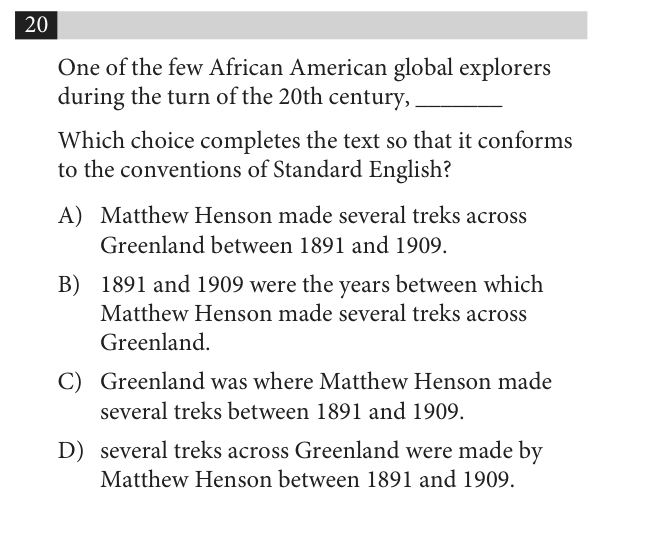 20
One of the few African American global explorers
during the turn of the 20th century, _______
Which choice completes the text so that it conforms
to the conventions of Standard English?
A) Matthew Henson made several treks across
Greenland between 1891 and 1909.
B) 1891 and 1909 were the years between which
Matthew Henson made several treks across
Greenland.
C) Greenland was where Matthew Henson made
several treks between 1891 and 1909.
D) several treks across Greenland were made by
Matthew Henson between 1891 and 1909.